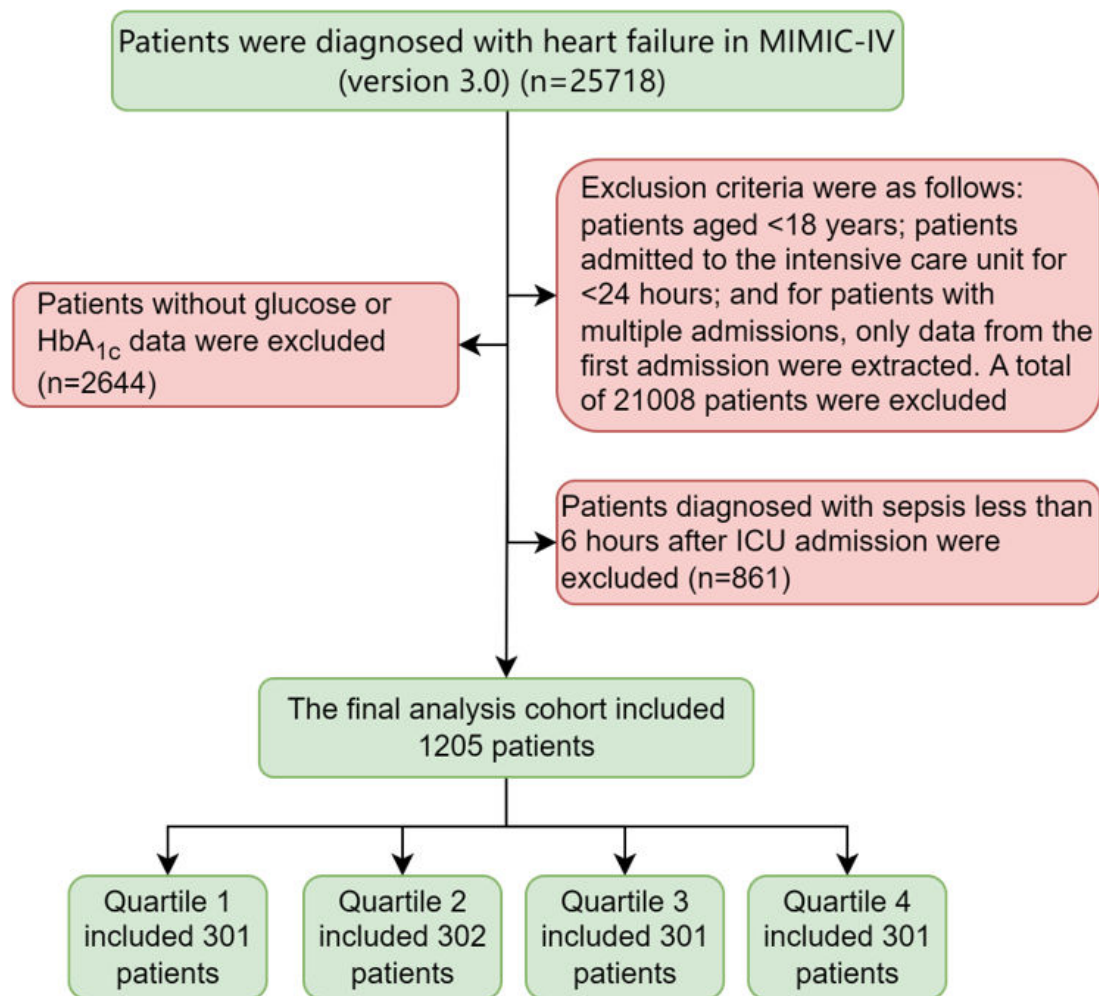 Patients were diagnosed with heart failure in MIMIC-IV
(version 3.0) (n=25718)
Exclusion criteria were as follows:
patients aged <18 years; patients
admitted to the intensive care unit for
<24 hours; and for patients with
multiple admissions, only data from the
first admission were extracted. A total
of 21008 patients were excluded
Patients without glucose or
HbA1c data were excluded
(n=2644)
Patients diagnosed with sepsis less than
6 hours after ICU admission were
excluded (n=861)
The final analysis cohort included
1205 patients
Quartile 1
included 301
patients
Quartile 2
included 302
patients
Quartile 3
included 301
patients
Quartile 4
included 301
patients